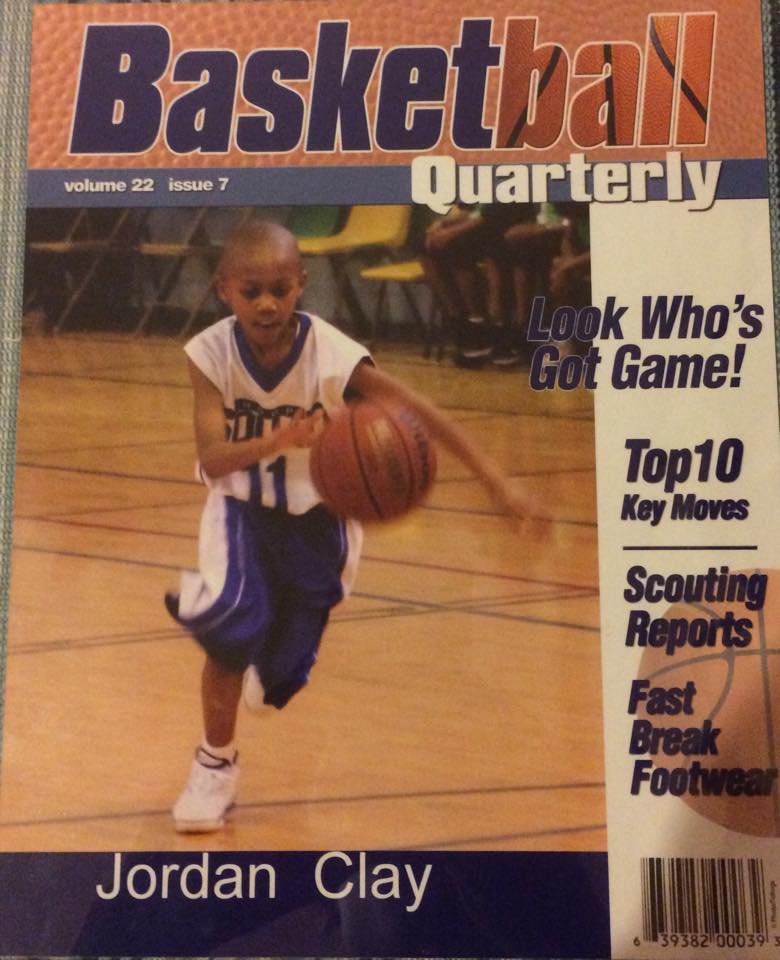 Basketball
Quarterly
volume 22 issue 7
Look Who's
Got Game!
Top10
Key Moves
Scouting
Reports
Fast
Break
Footwear
11
Jordan Clay
6 39382 00039 3